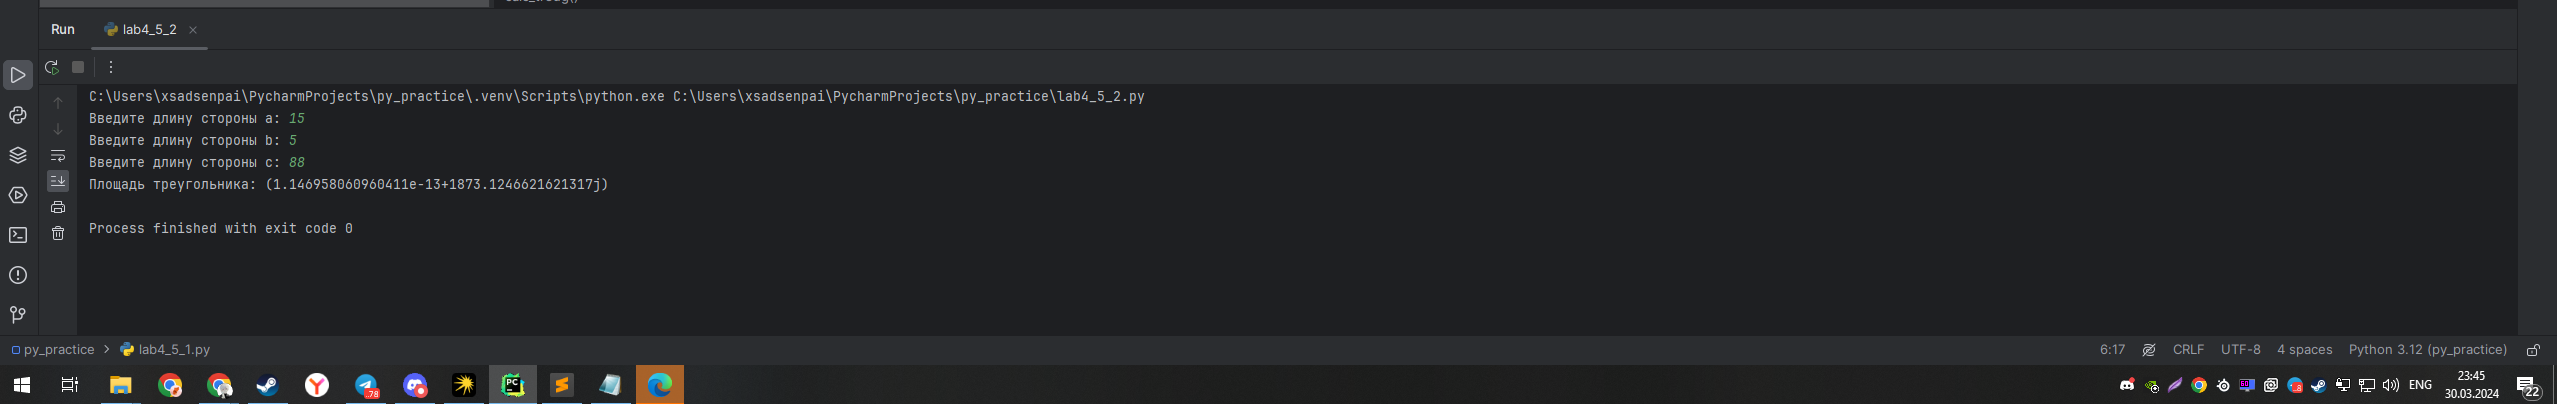 Run lab4_5_2
C:\Users\xsadsenpai\PycharmProjects\py_practice\.venv\Scripts\python.exe C:\Users\xsadsenpai\PycharmProjects\py_practice\lab4_5_2.py
Введите длину стороны a: 15
Введите длину стороны b: 5
Введите длину стороны c: 88
Площадь треугольника: (1.146958060960411e-13+1873.1246621621317j)
Process finished with exit code 0
py_practice > lab4_5_1.py 6:17 CRLF UTF-8 4 spaces Python 3.12 (py_practice)
ENG 23:45
30.03.2024
22